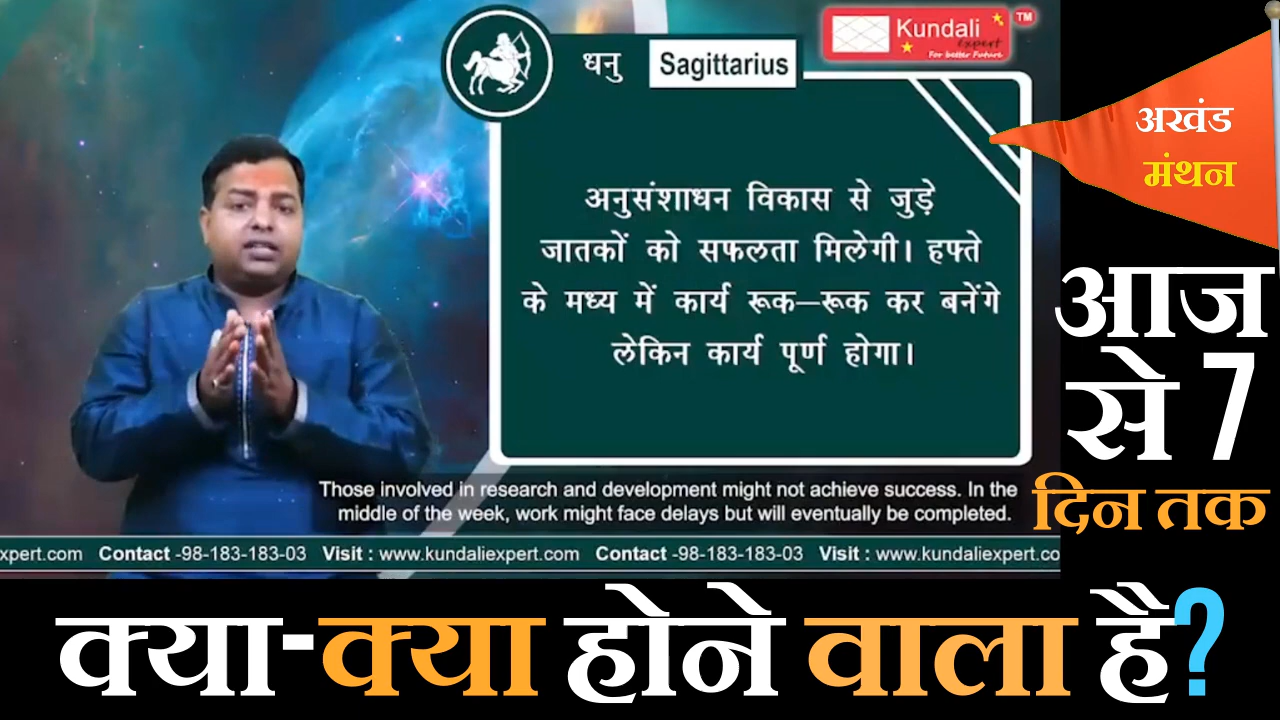 धनु
Sagittarius
Kundali
expert
For better Future
TM
अखंड
मंथन
अनुसंशाधन विकास से जुड़े
जातकों को सफलता मिलेगी। हफ्ते
के मध्य में कार्य रूक–रूक कर बनेंगे
लेकिन कार्य पूर्ण होगा।
आज
से 7
दिन तक
Those involved in research and development might not achieve success. In the
middle of the week, work might face delays but will eventually be completed.
xpert.com Contact -98-183-183-03 Visit : www.kundaliexpert.com Contact -98-183-183-03 Visit : www.kundaliexpert.co
क्या-क्या होने वाला है?